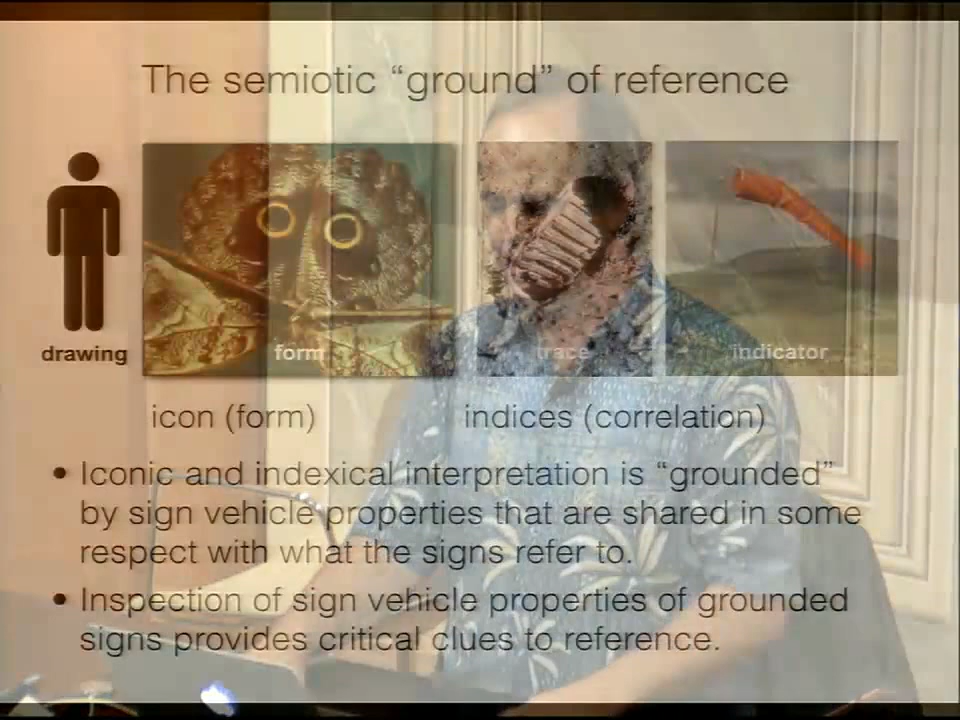 The semiotic “ground” of reference
drawing
form
trace
indicator
icon (form)
indices (correlation)
• Iconic and indexical interpretation is “grounded”
by sign vehicle properties that are shared in some
respect with what the signs refer to.
• Inspection of sign vehicle properties of grounded
signs provides critical clues to reference.